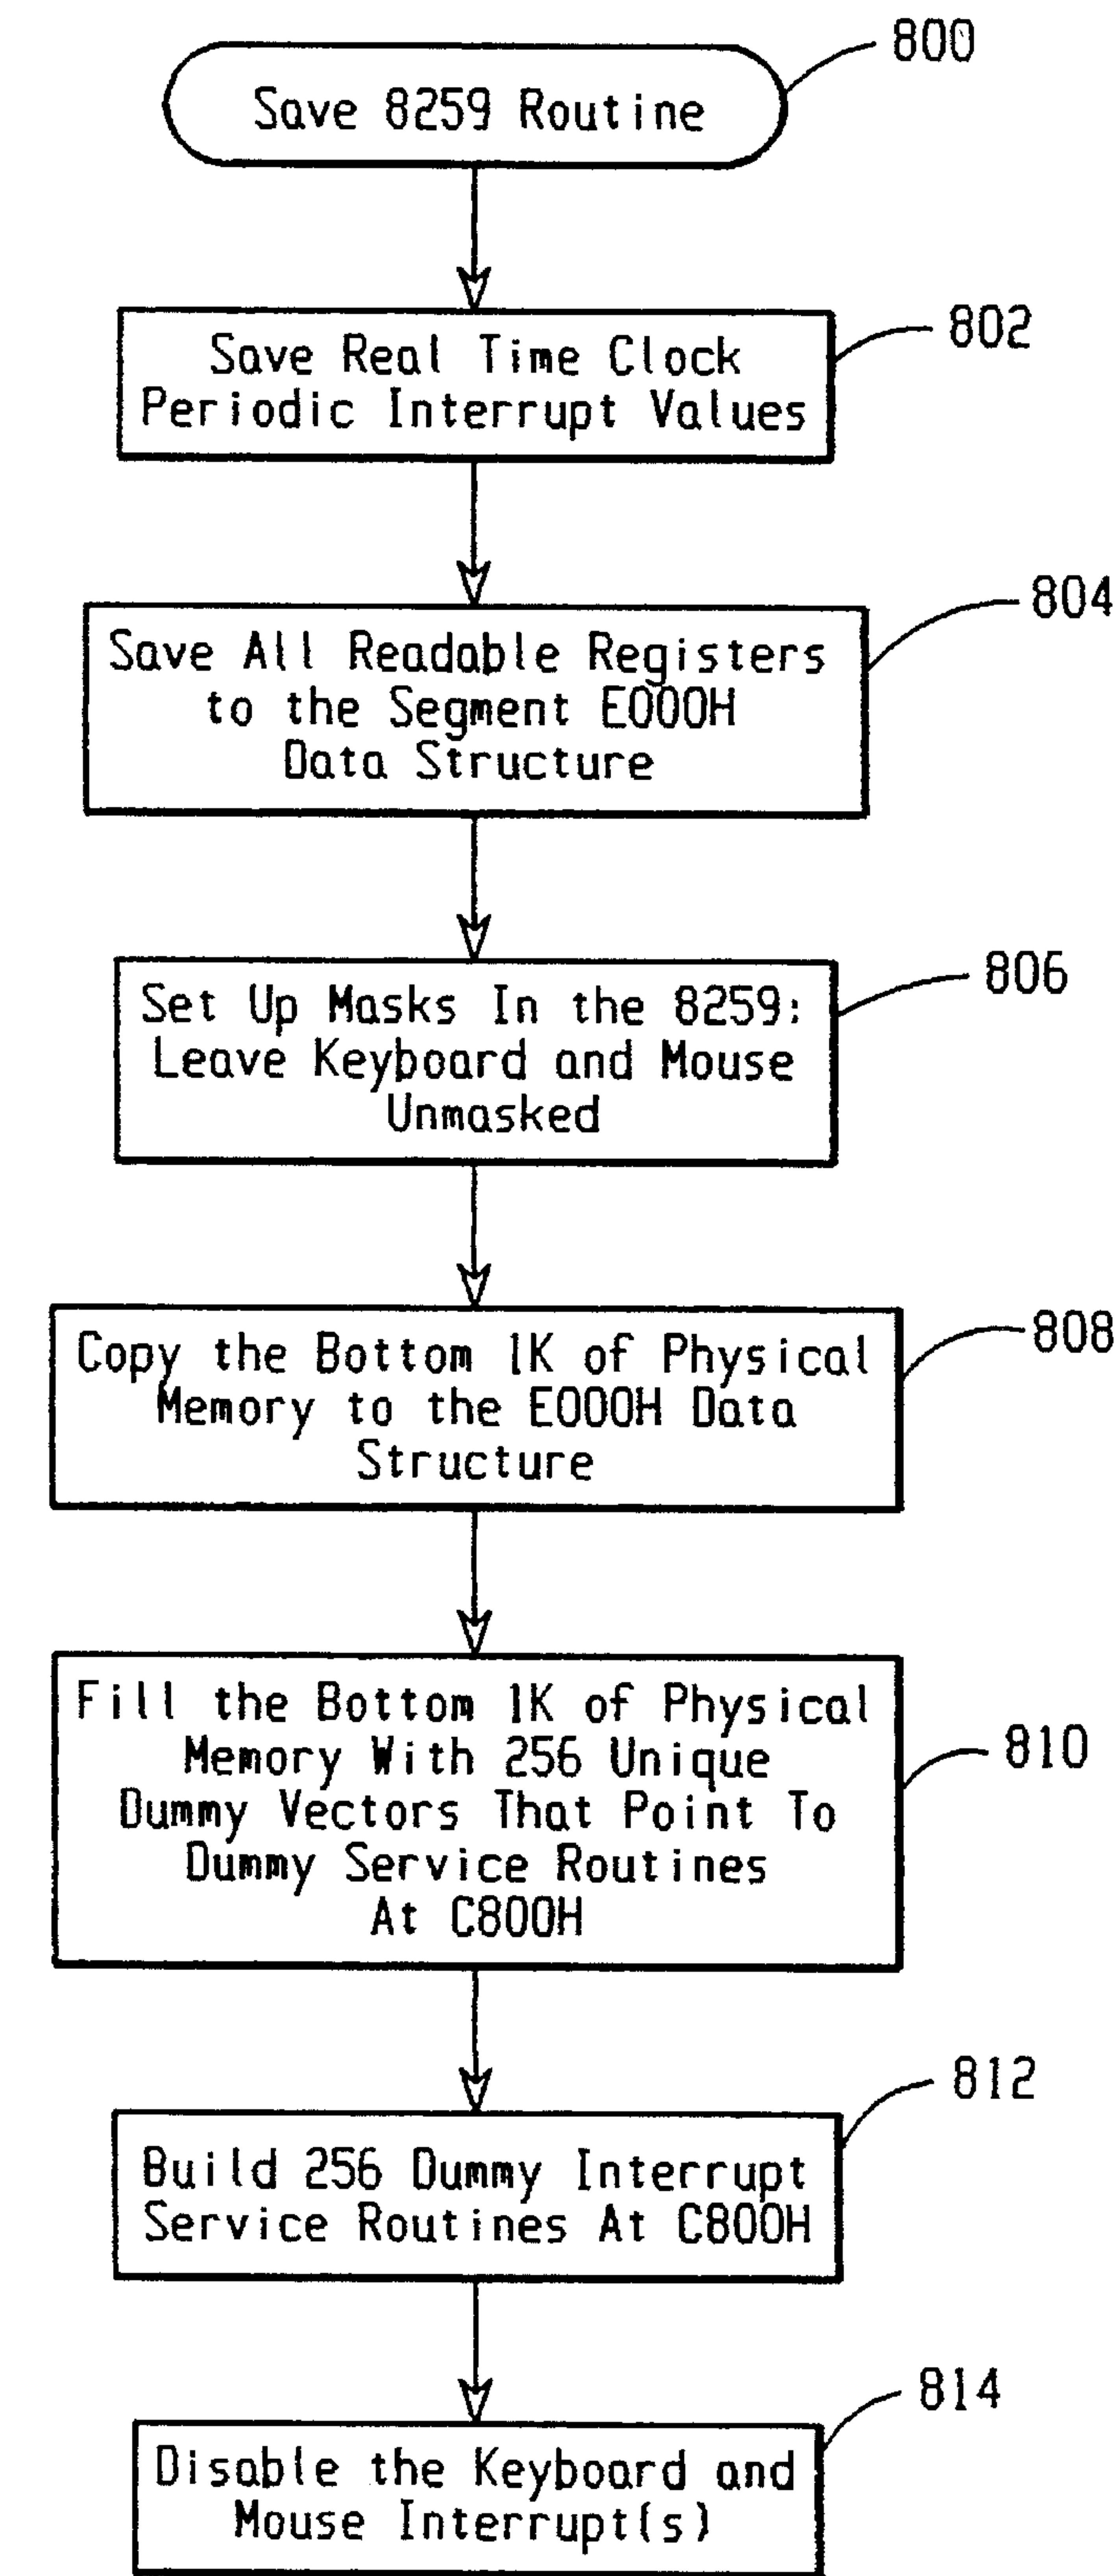 800
Save 8259 Routine
802
Save Real Time Clock
Periodic Interrupt Values
804
Save All Readable Registers
to the Segment E000H
Data Structure
806
Set Up Masks In the 8259:
Leave Keyboard and Mouse
Unmasked
808
Copy the Bottom 1K of Physical
Memory to the E000H Data
Structure
810
Fill the Bottom 1K of Physical
Memory With 256 Unique
Dummy Vectors That Point To
Dummy Service Routines
At C800H
812
Build 256 Dummy Interrupt
Service Routines At C800H
814
Disable the Keyboard and
Mouse Interrupt(s)